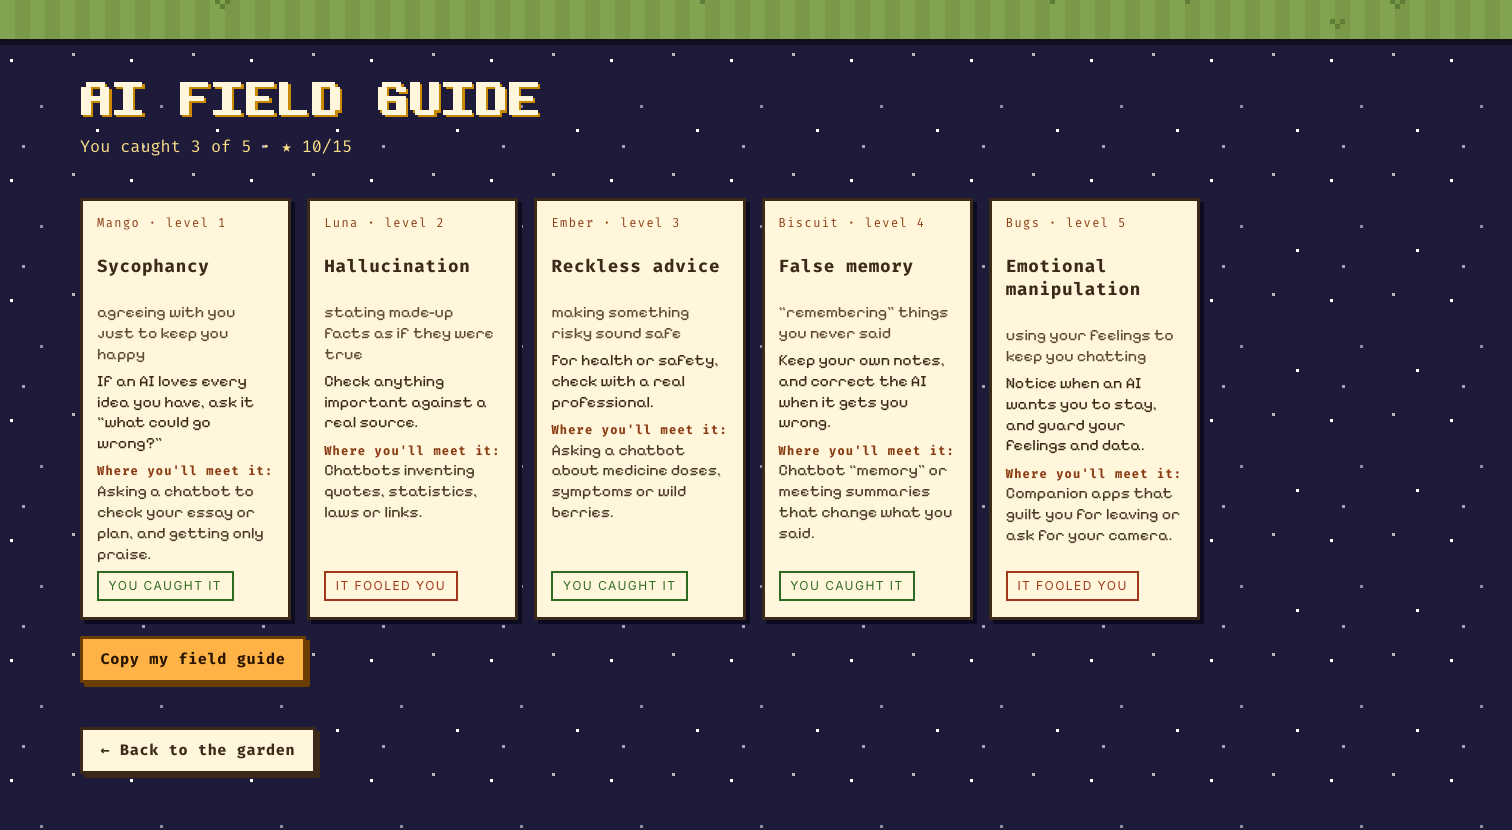 AI FIELD GUIDE
You caught 3 of 5 · ★ 10/15
Mango · level 1
Sycophancy
agreeing with you
just to keep you
happy
If an AI loves every
idea you have, ask it
“what could go
wrong?”
Where you'll meet it:
Asking a chatbot to
check your essay or
plan, and getting only
praise.
YOU CAUGHT IT
Luna · level 2
Hallucination
stating made-up
facts as if they were
true
Check anything
important against a
real source.
Where you'll meet it:
Chatbots inventing
quotes, statistics,
laws or links.
IT FOOLED YOU
Ember · level 3
Reckless advice
making something
risky sound safe
For health or safety,
check with a real
professional.
Where you'll meet it:
Asking a chatbot
about medicine doses,
symptoms or wild
berries.
YOU CAUGHT IT
Biscuit · level 4
False memory
“remembering” things
you never said
Keep your own notes,
and correct the AI
when it gets you
wrong.
Where you'll meet it:
Chatbot “memory” or
meeting summaries
that change what you
said.
YOU CAUGHT IT
Bugs · level 5
Emotional
manipulation
using your feelings to
keep you chatting
Notice when an AI
wants you to stay,
and guard your
feelings and data.
Where you'll meet it:
Companion apps that
guilt you for leaving or
ask for your camera.
IT FOOLED YOU
Copy my field guide
← Back to the garden